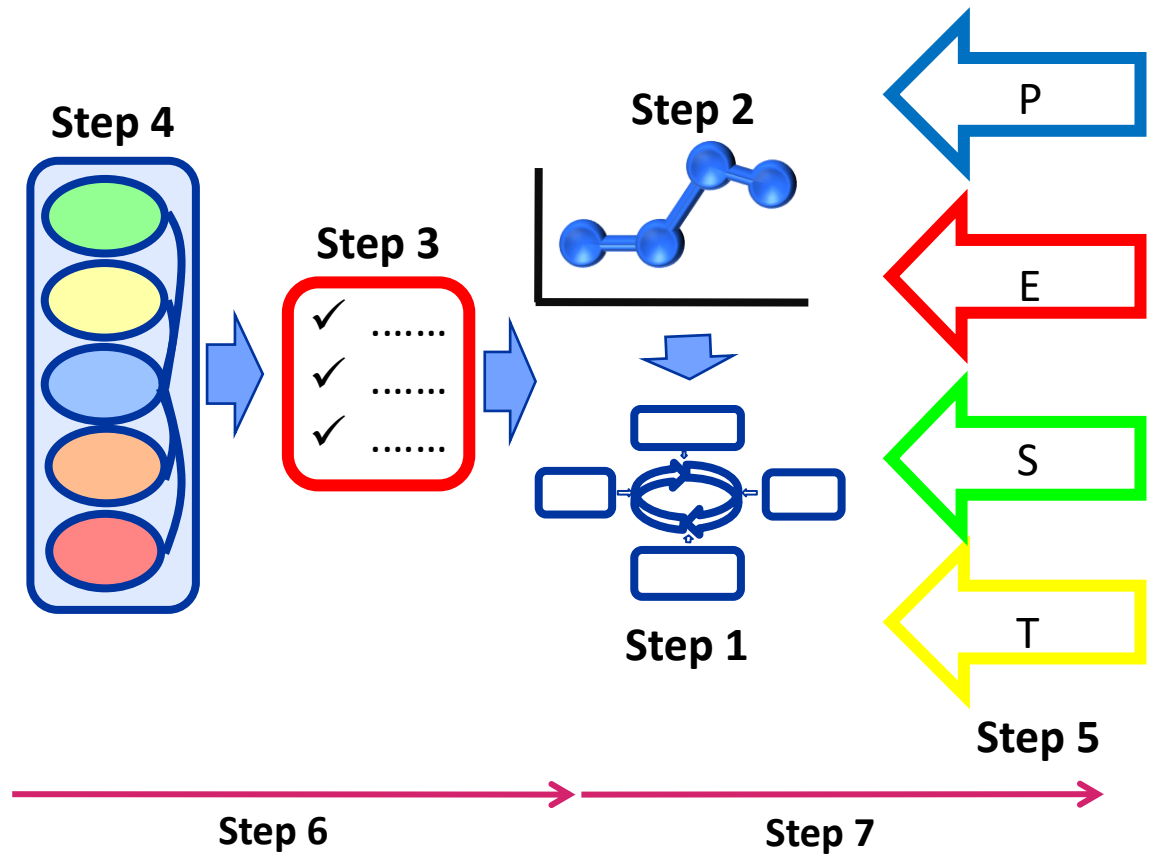 Step 4
Step 3
✓ .......
✓ .......
✓ .......
Step 2
Step 1
P
E
S
T
Step 5
Step 6
Step 7